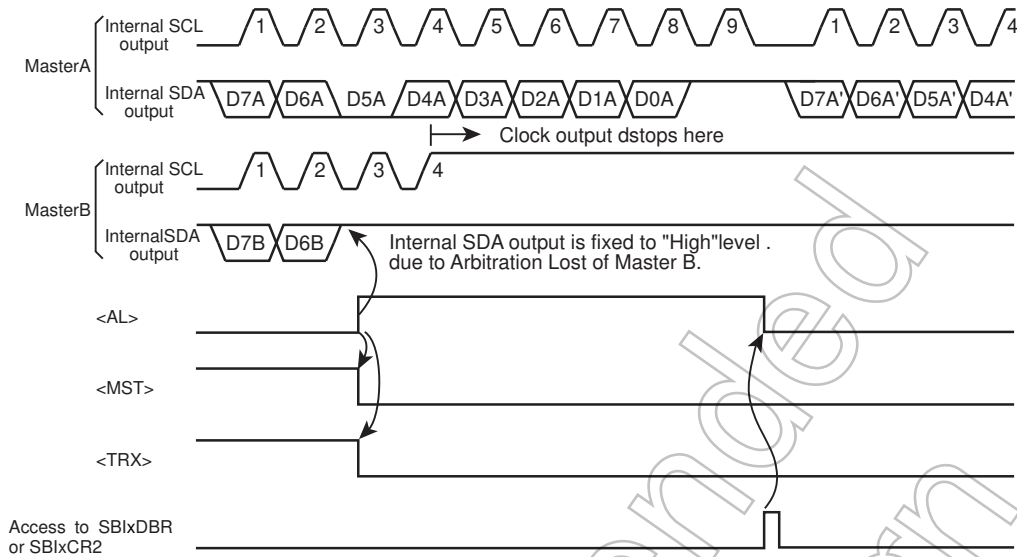 Internal SCL output 1 2 3 4 5 6 7 8 9 1 2 3 4
MasterA
Internal SDA output D7A D6A D5A D4A D3A D2A D1A D0A D7A' D6A' D5A' D4A'
Clock output dstops here
Internal SCL output 1 2 3 4
MasterB
InternalSDA output D7B D6B
Internal SDA output is fixed to "High"level .
due to Arbitration Lost of Master B.
<AL>
<MST>
<TRX>
Access to SBIxDBR
or SBIxCR2